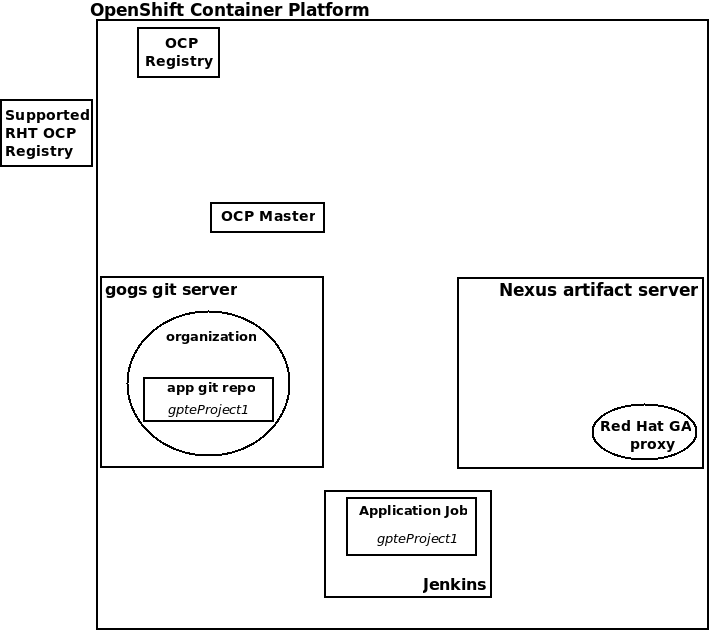 OpenShift Container Platform
OCP
Registry
Supported
RHT OCP
Registry
OCP Master
gogs git server
organization
app git repo
gpteProject1
Nexus artifact server
Red Hat GA
proxy
Application Job
gpteProject1
Jenkins